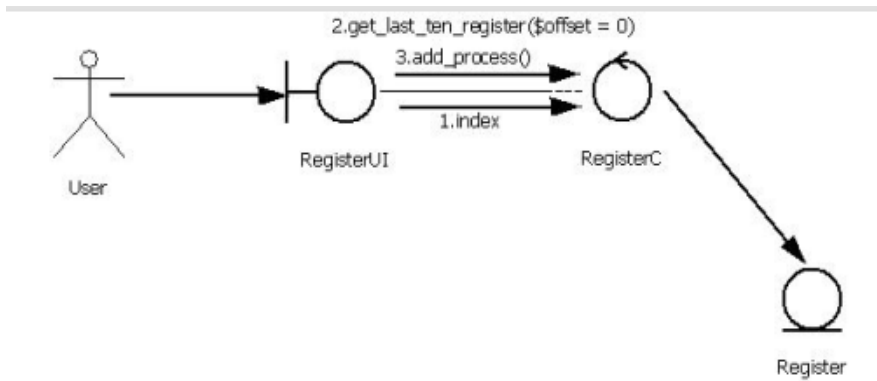 2.get_last_ten_register($offset = 0)
3.add_process()
1.index
RegisterUI
RegisterC
User
Register